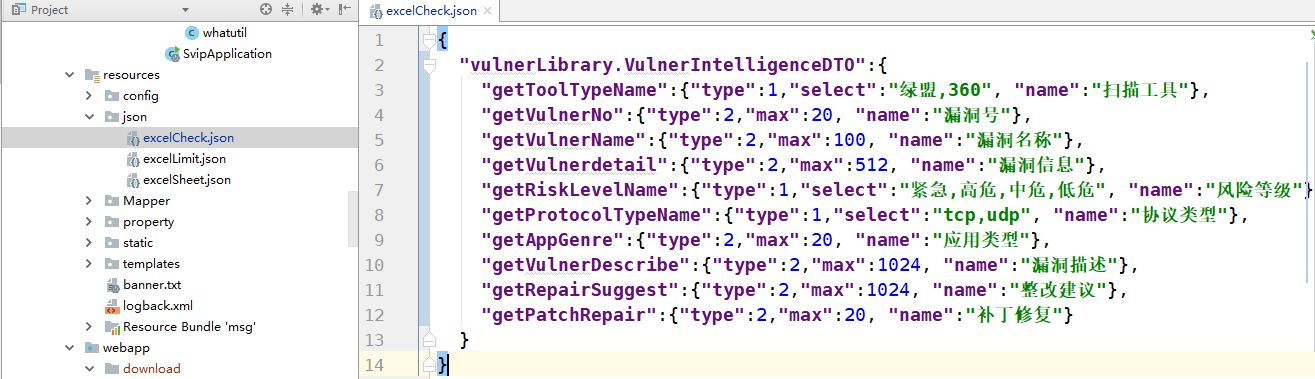 Project
whatutil
SvipApplication
resources
config
json
excelCheck.json
excelLimit.json
excelSheet.json
Mapper
property
static
templates
banner.txt
logback.xml
Resource Bundle 'msg'
webapp
download
excelCheck.json
1 {
2 "vulnerLibrary.VulnerIntelligenceDTO":{
3 "getToolTypeName":{"type":1,"select":"绿盟,360", "name":"扫描工具"},
4 "getVulnerNo":{"type":2,"max":20, "name":"漏洞号"},
5 "getVulnerName":{"type":2,"max":100, "name":"漏洞名称"},
6 "getVulnerdetail":{"type":2,"max":512, "name":"漏洞信息"},
7 "getRiskLevelName":{"type":1,"select":"紧急,高危,中危,低危", "name":"风险等级"}
8 "getProtocolTypeName":{"type":1,"select":"tcp,udp", "name":"协议类型"},
9 "getAppGenre":{"type":2,"max":20, "name":"应用类型"},
10 "getVulnerDescribe":{"type":2,"max":1024, "name":"漏洞描述"},
11 "getRepairSuggest":{"type":2,"max":1024, "name":"整改建议"},
12 "getPatchRepair":{"type":2,"max":20, "name":"补丁修复"}
13 }
14 }